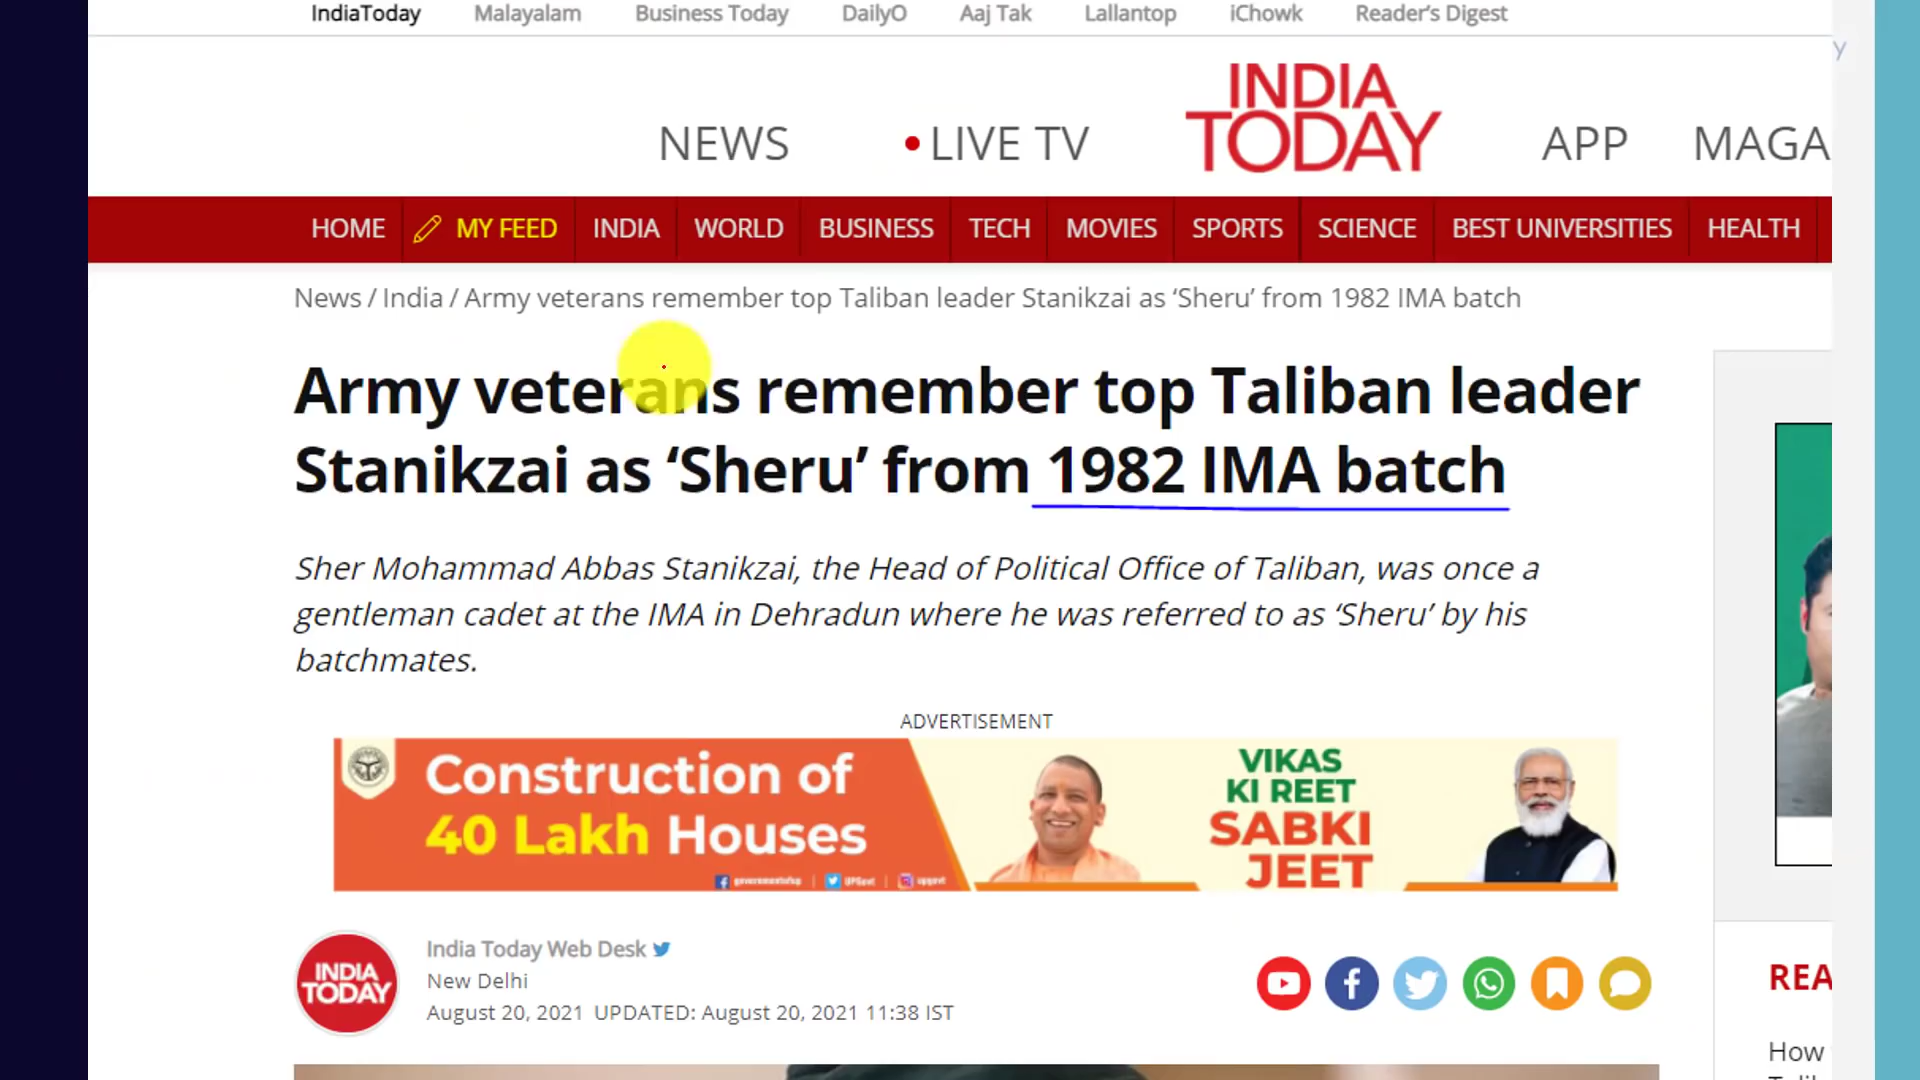 IndiaToday Malayalam Business Today DailyO Aaj Tak Lallantop iChowk Reader's Digest
y
NEWS LIVE TV INDIA TODAY APP MAGA
HOME MY FEED INDIA WORLD BUSINESS TECH MOVIES SPORTS SCIENCE BEST UNIVERSITIES HEALTH
News / India / Army veterans remember top Taliban leader Stanikzai as ‘Sheru’ from 1982 IMA batch
Army veterans remember top Taliban leader
Stanikzai as ‘Sheru’ from 1982 IMA batch
Sher Mohammad Abbas Stanikzai, the Head of Political Office of Taliban, was once a
gentleman cadet at the IMA in Dehradun where he was referred to as ‘Sheru’ by his
batchmates.
ADVERTISEMENT
Construction of
40 Lakh Houses
VIKAS
KI REET
SABKI
JEET
INDIA
TODAY
India Today Web Desk
New Delhi
August 20, 2021 UPDATED: August 20, 2021 11:38 IST
REA
How